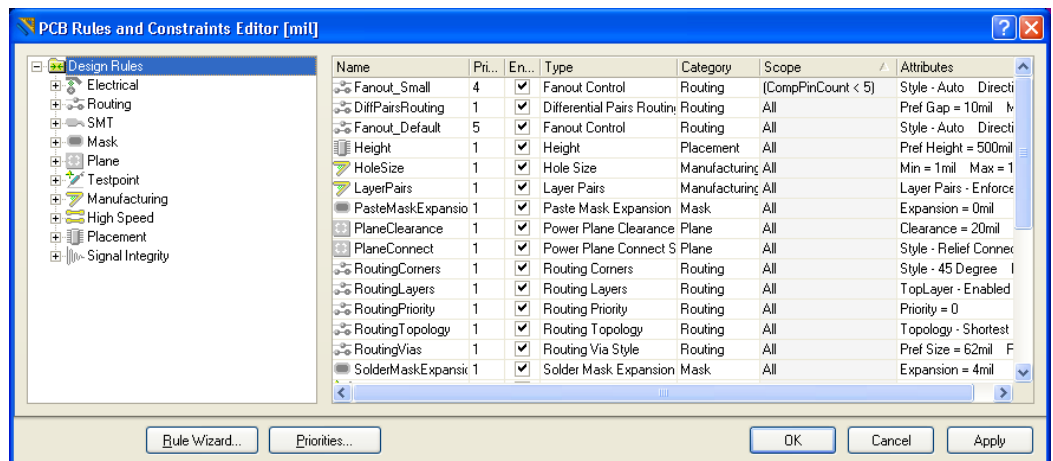 PCB Rules and Constraints Editor [mil]
Design Rules
Electrical
Routing
SMT
Mask
Plane
Testpoint
Manufacturing
High Speed
Placement
Signal Integrity
Name Pri... En... Type Category Scope Attributes
Fanout_Small 4 Fanout Control Routing (CompPinCount < 5) Style - Auto Directi
DiffPairsRouting 1 Differential Pairs Routing Routing All Pref Gap = 10mil M
Fanout_Default 5 Fanout Control Routing All Style - Auto Directi
Height 1 Height Placement All Pref Height = 500mil
HoleSize 1 Hole Size Manufacturing All Min = 1mil Max = 1
LayerPairs 1 Layer Pairs Manufacturing All Layer Pairs - Enforce
PasteMaskExpansio 1 Paste Mask Expansion Mask All Expansion = 0mil
PlaneClearance 1 Power Plane Clearance Plane All Clearance = 20mil
PlaneConnect 1 Power Plane Connect S Plane All Style - Relief Connec
RoutingCorners 1 Routing Corners Routing All Style - 45 Degree
RoutingLayers 1 Routing Layers Routing All TopLayer - Enabled
RoutingPriority 1 Routing Priority Routing All Priority = 0
RoutingTopology 1 Routing Topology Routing All Topology - Shortest
RoutingVias 1 Routing Via Style Routing All Pref Size = 62mil F
SolderMaskExpansic 1 Solder Mask Expansion Mask All Expansion = 4mil
Rule Wizard... Priorities... OK Cancel Apply